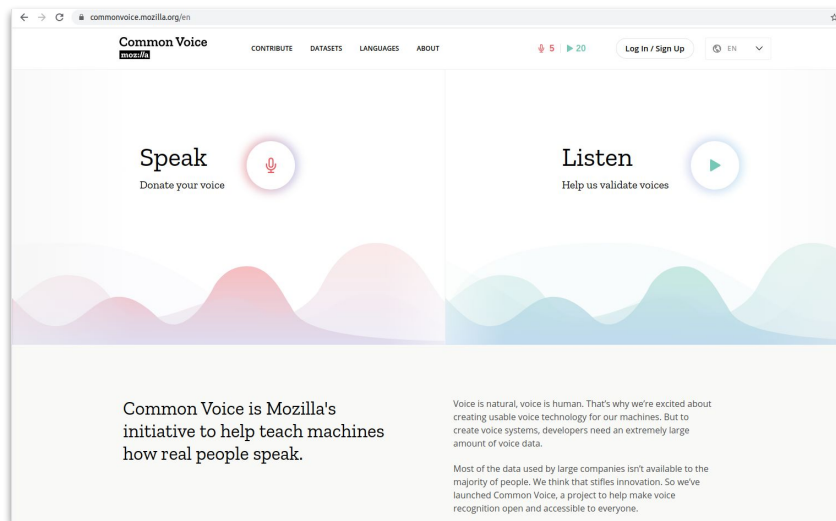 commonvoice.mozilla.org/en
Common Voice
moz://a
CONTRIBUTE DATASETS LANGUAGES ABOUT
5 20
Log In / Sign Up
EN
Speak
Donate your voice
Listen
Help us validate voices
Common Voice is Mozilla's
initiative to help teach machines
how real people speak.
Voice is natural, voice is human. That’s why we’re excited about
creating usable voice technology for our machines. But to
create voice systems, developers need an extremely large
amount of voice data.
Most of the data used by large companies isn’t available to the
majority of people. We think that stifles innovation. So we’ve
launched Common Voice, a project to help make voice
recognition open and accessible to everyone.